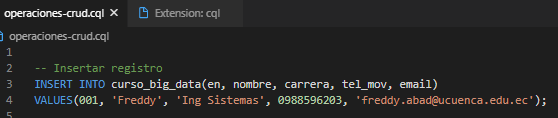 operaciones-crud.cql
Extension: cql
operaciones-crud.cql
1
2
-- Insertar registro
3
INSERT INTO curso_big_data(en, nombre, carrera, tel_mov, email)
4
VALUES(001, 'Freddy', 'Ing Sistemas', 0988596203, 'freddy.abad@ucuenca.edu.ec');
5